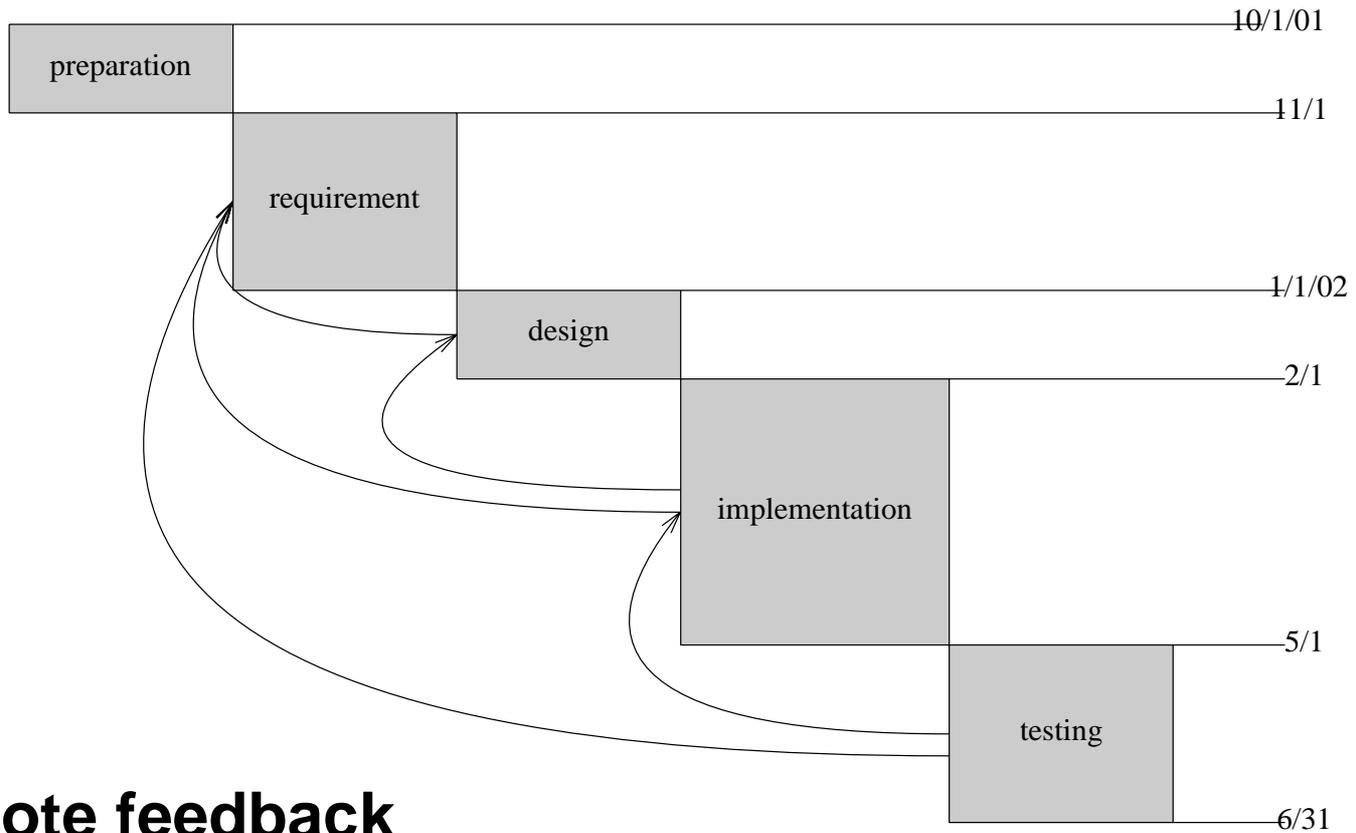 10/1/01
preparation
11/1
requirement
1/1/02
design
2/1
implementation
5/1
testing
ote feedback
6/31